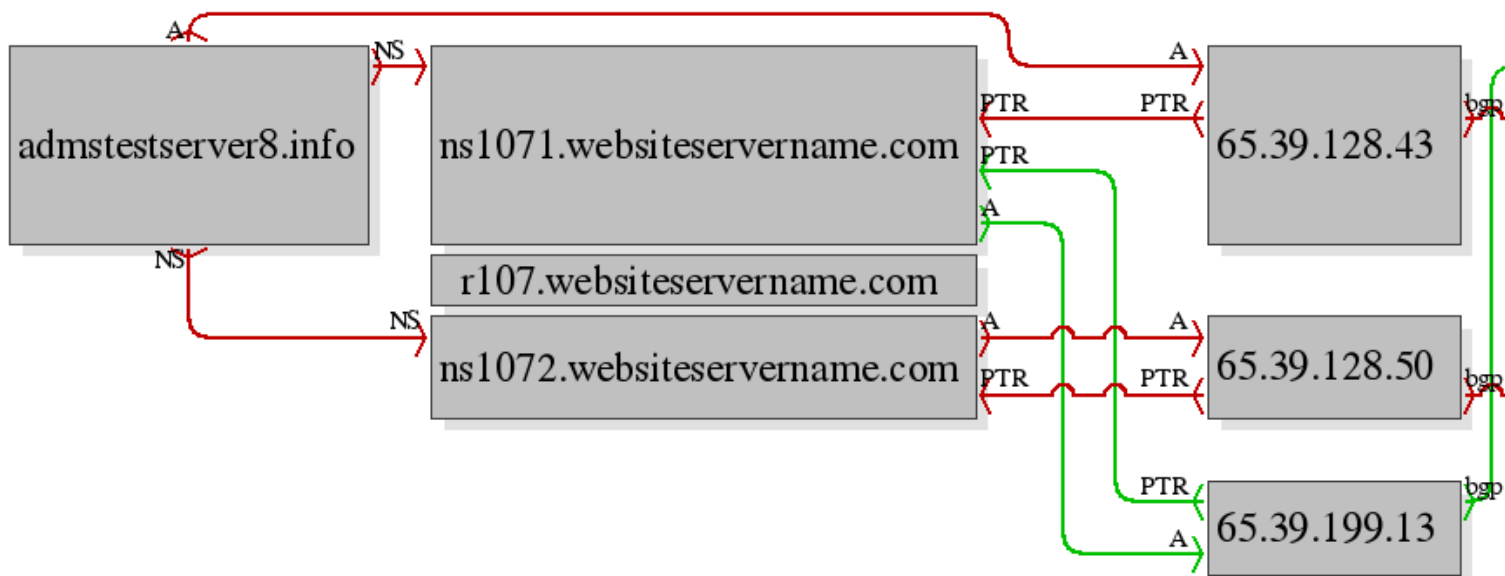 A
NS
A
PTR PTR bgp
admstestserver8.info
ns1071.websiteservername.com
65.39.128.43
PTR
A
NS
r107.websiteservername.com
NS A A
ns1072.websiteservername.com
65.39.128.50
PTR PTR bgp
PTR bgp
65.39.199.13
A